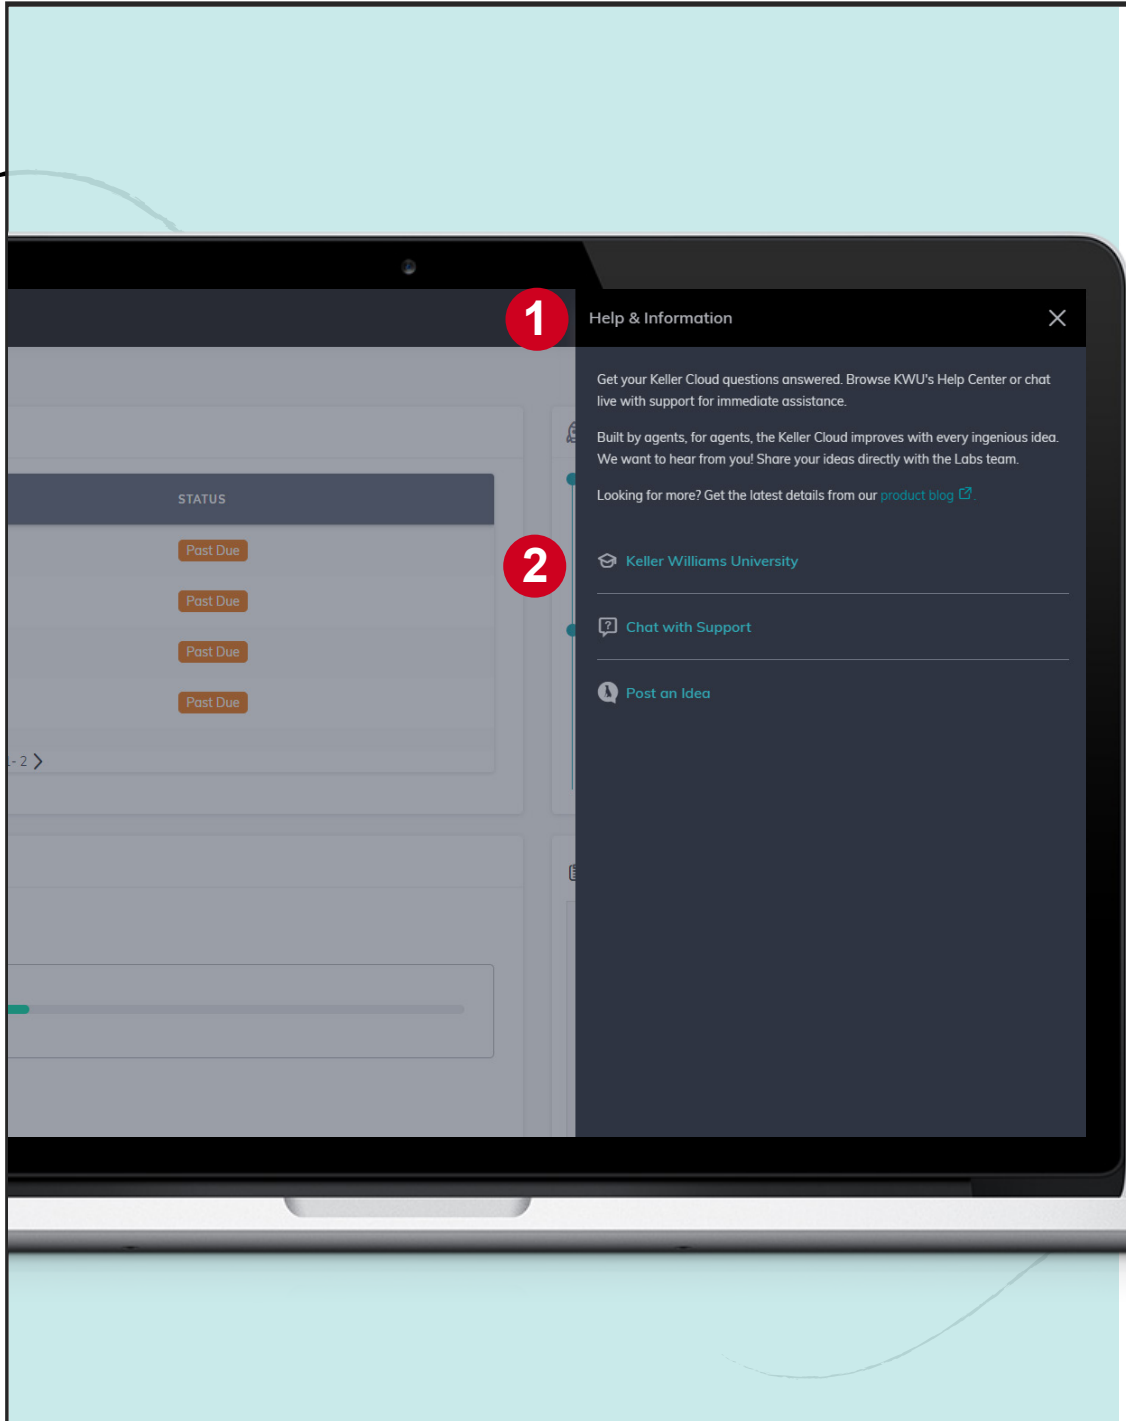 1
Help & Information
Get your Keller Cloud questions answered. Browse KWU's Help Center or chat
live with support for immediate assistance.
Built by agents, for agents, the Keller Cloud improves with every ingenious idea.
We want to hear from you! Share your ideas directly with the Labs team.
Looking for more? Get the latest details from our product blog.
STATUS
Past Due
Past Due
Past Due
Past Due
- 2
2
Keller Williams University
Chat with Support
Post an Idea